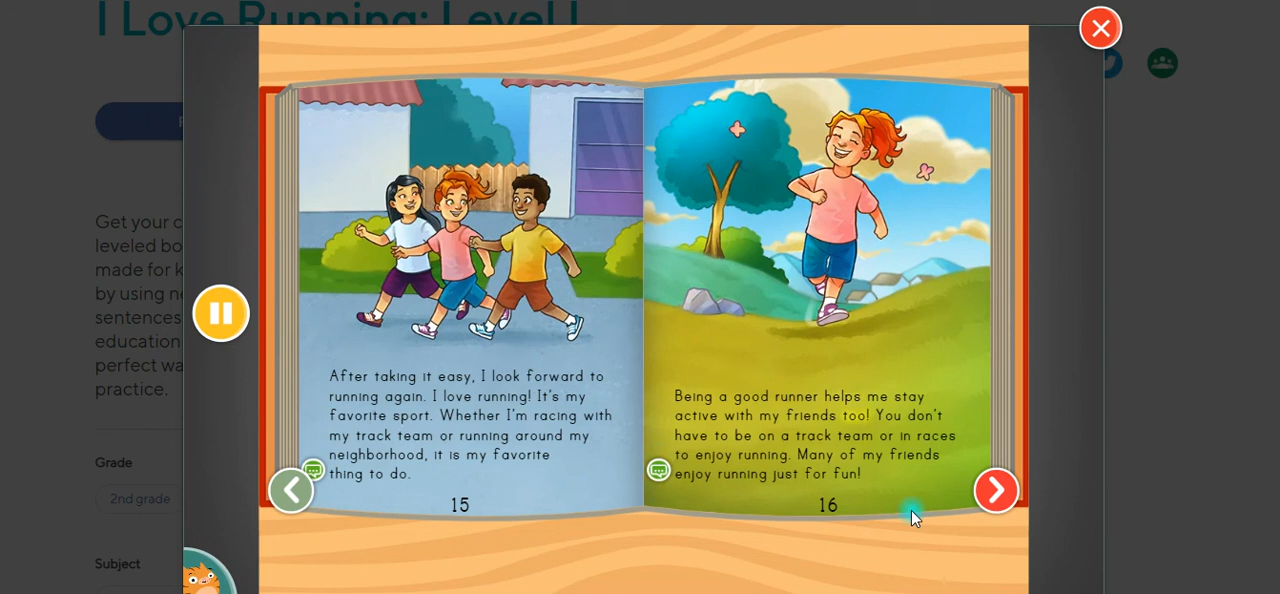 I Love Running: Level I
Get your c
leveled bo
made for k
by using n
sentences
education
perfect wa
practice.
Grade
2nd grade
Subject
After taking it easy, I look forward to
running again. I love running! It's my
favorite sport. Whether I'm racing with
my track team or running around my
neighborhood, it is my favorite
thing to do.
15
Being a good runner helps me stay
active with my friends too! You don't
have to be on a track team or in races
to enjoy running. Many of my friends
enjoy running just for fun!
16